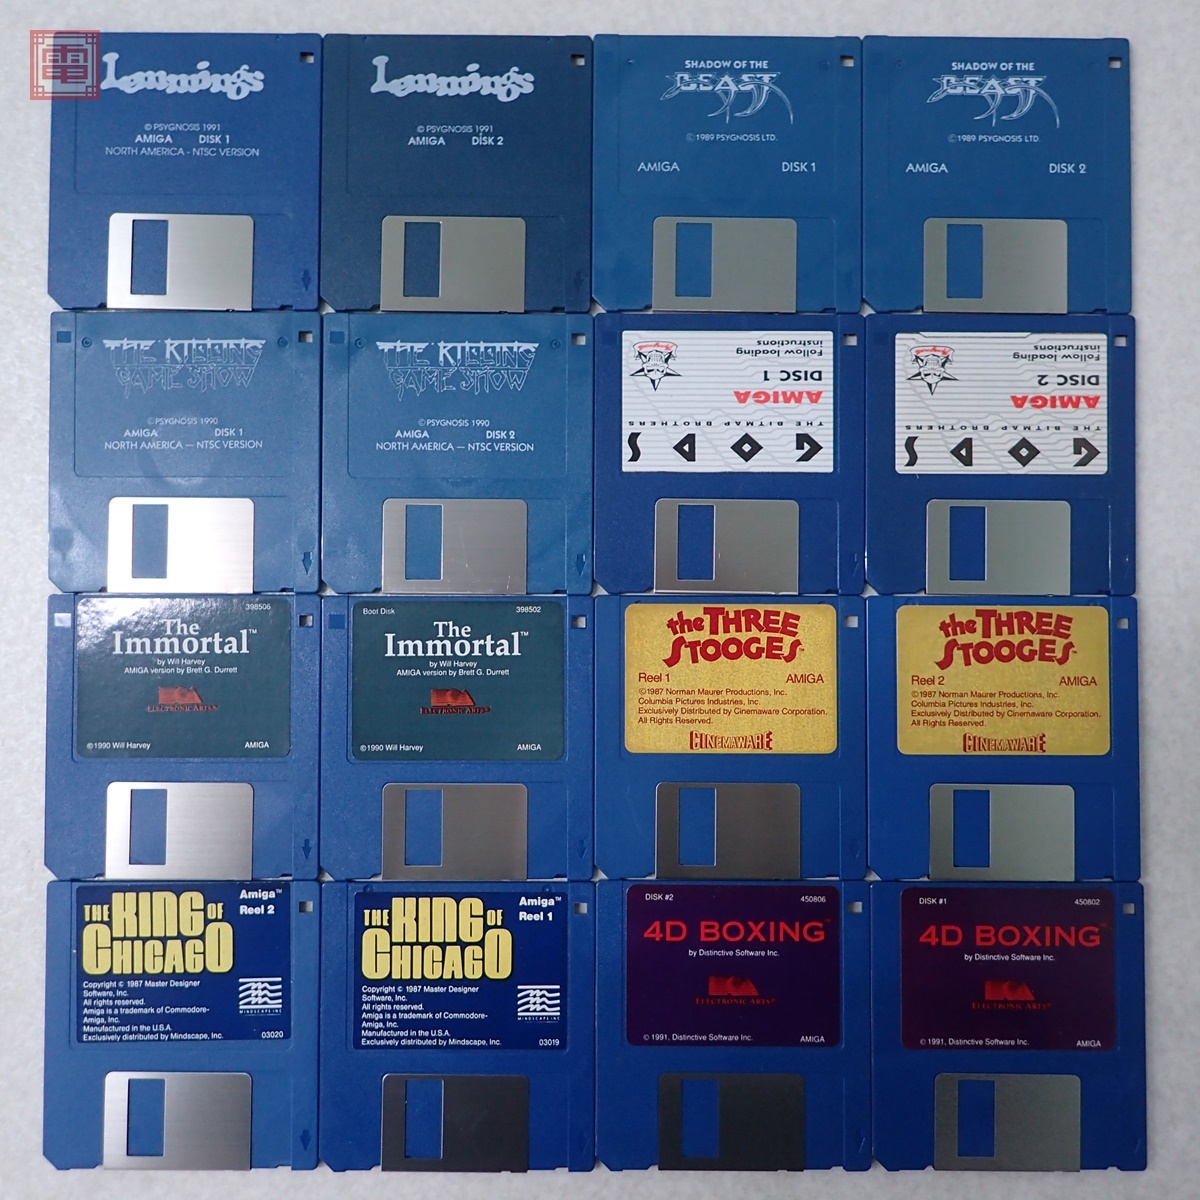 電
Lemmings
© PSYGNOSIS 1991
AMIGA DISK 1
NORTH AMERICA - NTSC VERSION
Lemmings
© PSYGNOSIS 1991
AMIGA DISK 2
SHADOW OF THE
BEAST
© 1989 PSYGNOSIS LTD.
AMIGA DISK 1
SHADOW OF THE
BEAST
© 1989 PSYGNOSIS LTD.
AMIGA DISK 2
THE KILLING
GAME SHOW
© PSYGNOSIS 1990
AMIGA DISK 1
NORTH AMERICA — NTSC VERSION
THE KILLING
GAME SHOW
© PSYGNOSIS 1990
AMIGA DISK 2
NORTH AMERICA — NTSC VERSION
GODS
THE BITMAP BROTHERS
AMIGA
DISC 1
Follow loading
instructions
GODS
THE BITMAP BROTHERS
AMIGA
DISC 2
Follow loading
instructions
398506
The
Immortal™
by Will Harvey
AMIGA version by Brett G. Durrett
ELECTRONIC ARTS®
©1990 Will Harvey AMIGA
Boot Disk 398502
The
Immortal™
by Will Harvey
AMIGA version by Brett G. Durrett
ELECTRONIC ARTS®
©1990 Will Harvey AMIGA
the THREE
STOOGES™
Reel 1 AMIGA
©1987 Norman Maurer Productions, Inc.
Columbia Pictures Industries, Inc.
Exclusively Distributed by Cinemaware Corporation.
All Rights Reserved.
CINEMAWARE
the THREE
STOOGES™
Reel 2 AMIGA
©1987 Norman Maurer Productions, Inc.
Columbia Pictures Industries, Inc.
Exclusively Distributed by Cinemaware Corporation.
All Rights Reserved.
CINEMAWARE
Amiga™
Reel 2
THE KING OF
CHICAGO
Copyright © 1987 Master Designer
Software, Inc.
All rights reserved.
Amiga is a trademark of Commodore-
Amiga, Inc.
Manufactured in the U.S.A.
Exclusively distributed by Mindscape, Inc.
MINDSCAPE INC
03020
Amiga™
Reel 1
THE KING OF
CHICAGO
Copyright © 1987 Master Designer
Software, Inc.
All rights reserved.
Amiga is a trademark of Commodore-
Amiga, Inc.
Manufactured in the U.S.A.
Exclusively distributed by Mindscape, Inc.
MINDSCAPE INC
03019
DISK #2 450806
4D BOXING™
by Distinctive Software Inc.
ELECTRONIC ARTS®
© 1991, Distinctive Software Inc. AMIGA
DISK #1 450802
4D BOXING™
by Distinctive Software Inc.
ELECTRONIC ARTS®
© 1991, Distinctive Software Inc. AMIGA